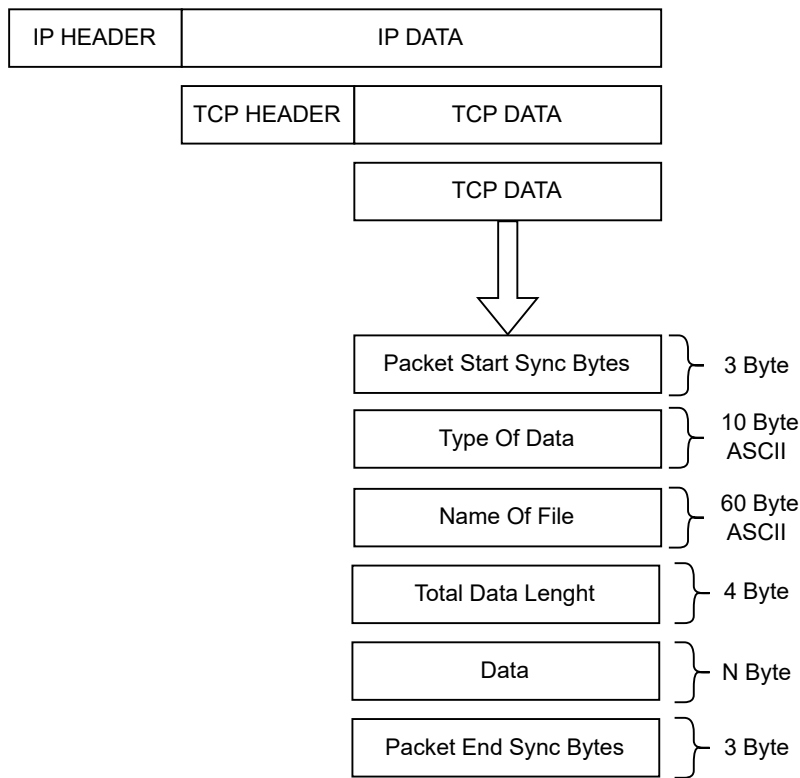 IP HEADER
IP DATA
TCP HEADER
TCP DATA
TCP DATA
Packet Start Sync Bytes
3 Byte
Type Of Data
10 Byte
ASCII
Name Of File
60 Byte
ASCII
Total Data Lenght
4 Byte
Data
N Byte
Packet End Sync Bytes
3 Byte